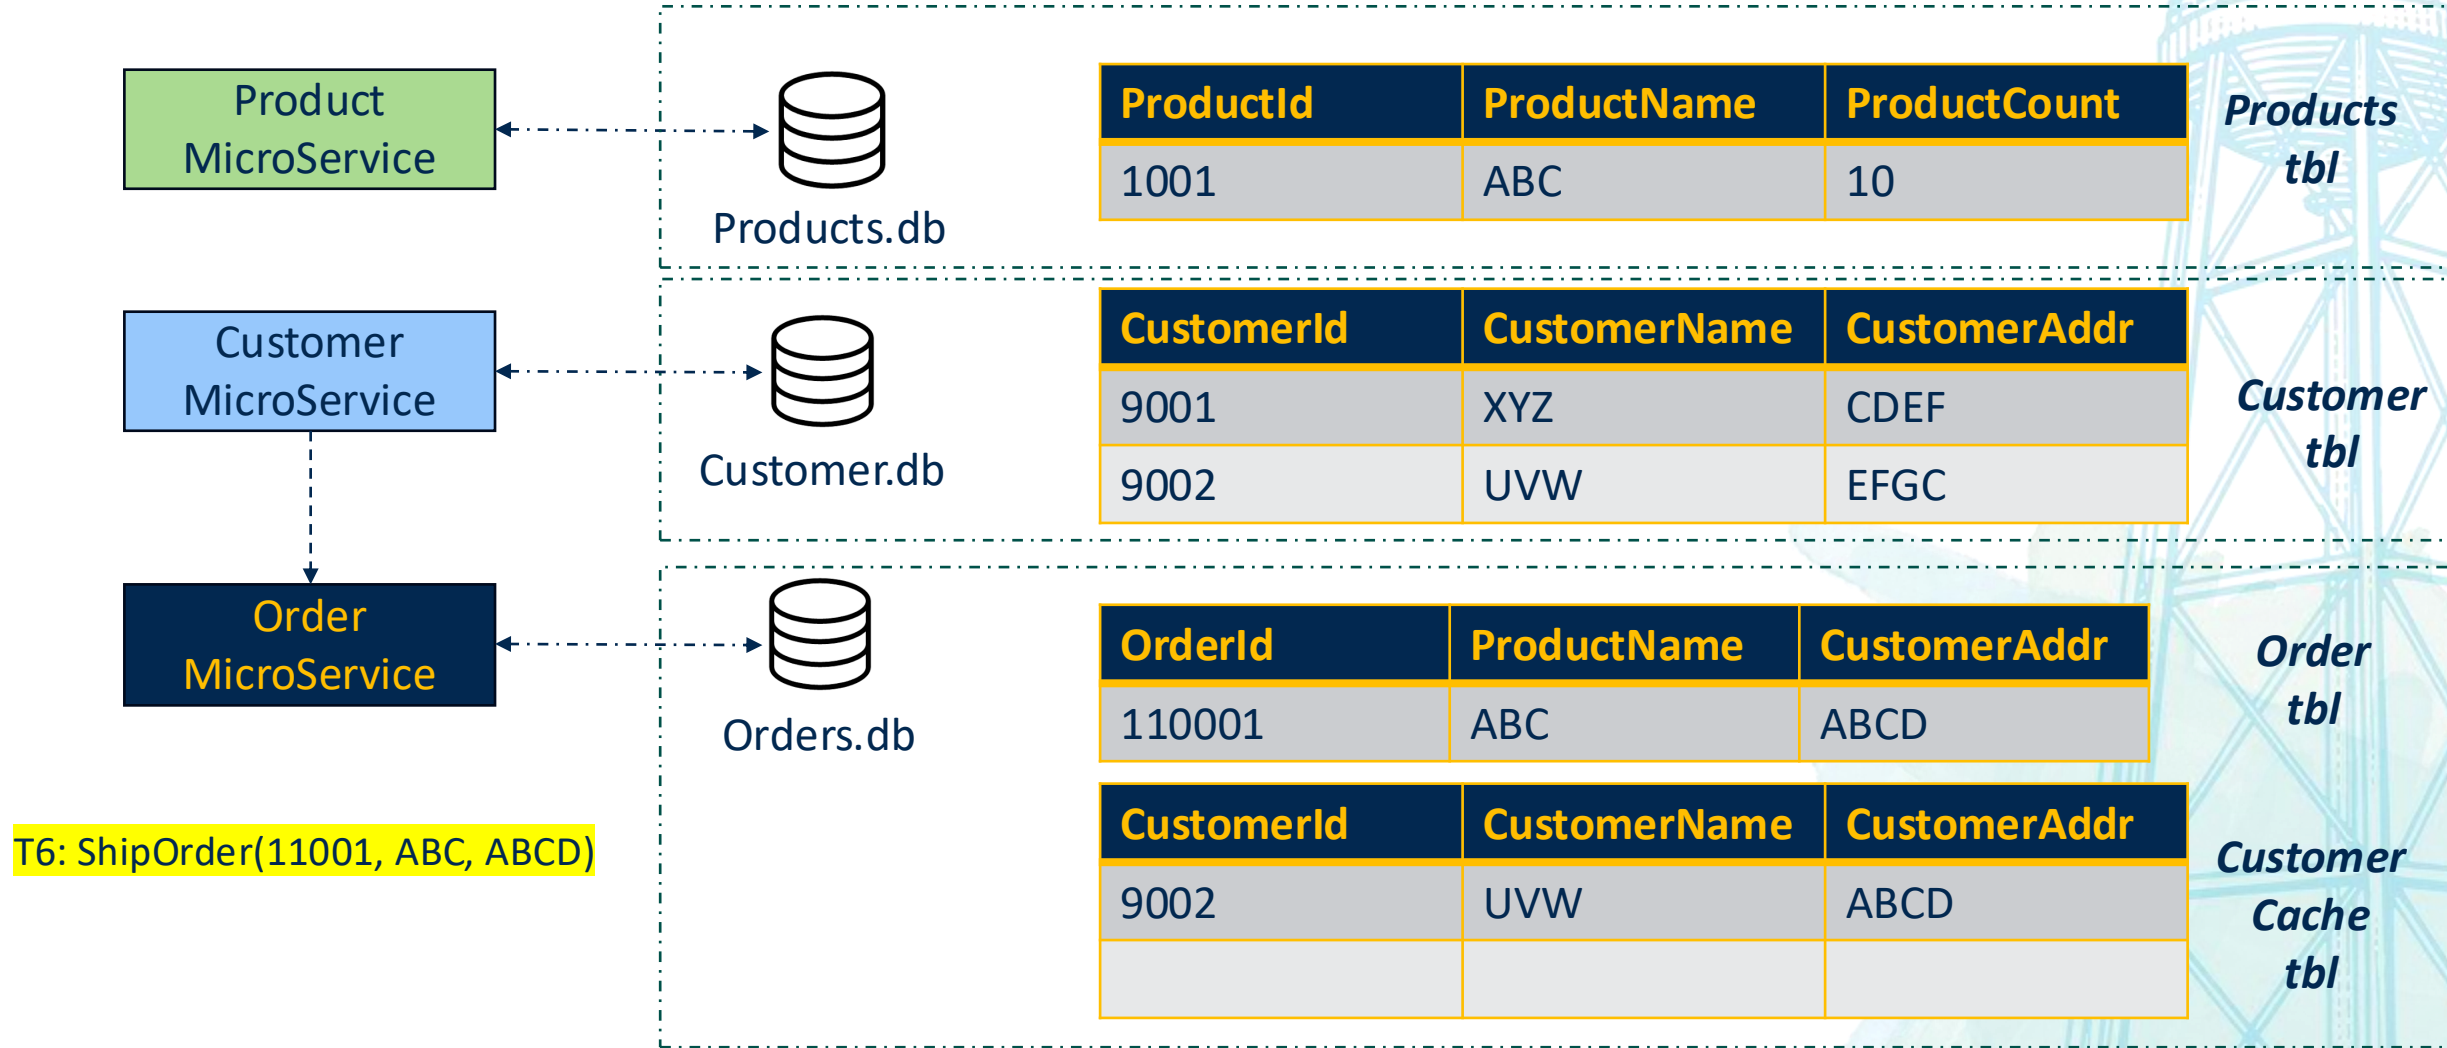 Product
MicroService
Products.db
ProductId ProductName ProductCount
1001 ABC 10
Products
tbl
Customer
MicroService
Customer.db
CustomerId CustomerName CustomerAddr
9001 XYZ CDEF
9002 UVW EFGC
Customer
tbl
Order
MicroService
Orders.db
OrderId ProductName CustomerAddr
110001 ABC ABCD
Order
tbl
T6: ShipOrder(11001, ABC, ABCD)
CustomerId CustomerName CustomerAddr
9002 UVW ABCD
Customer
Cache
tbl